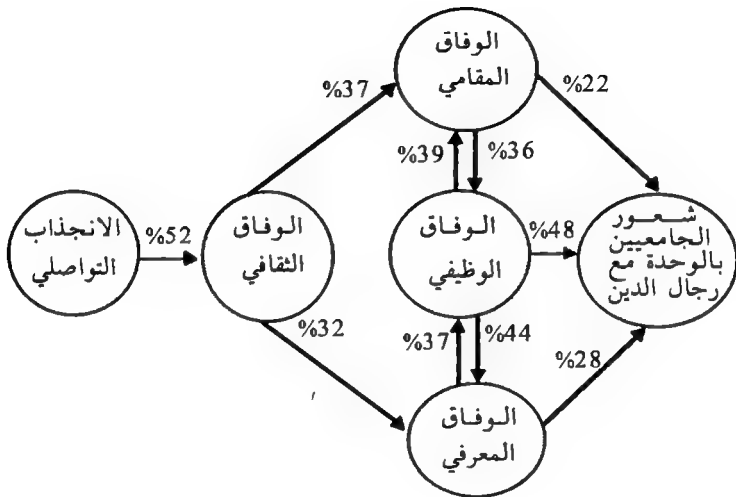 الوفاق
المقامي
%37
%22
%39
%36
الانجذاب
التواصلي
%52
الوفاق
الثقافي
الوفاق
الوظيفي
%48
شعور
الجامعيين
بالوحدة مع
رجال الدين
%32
%37
%44
%28
الوفاق
المعرفي